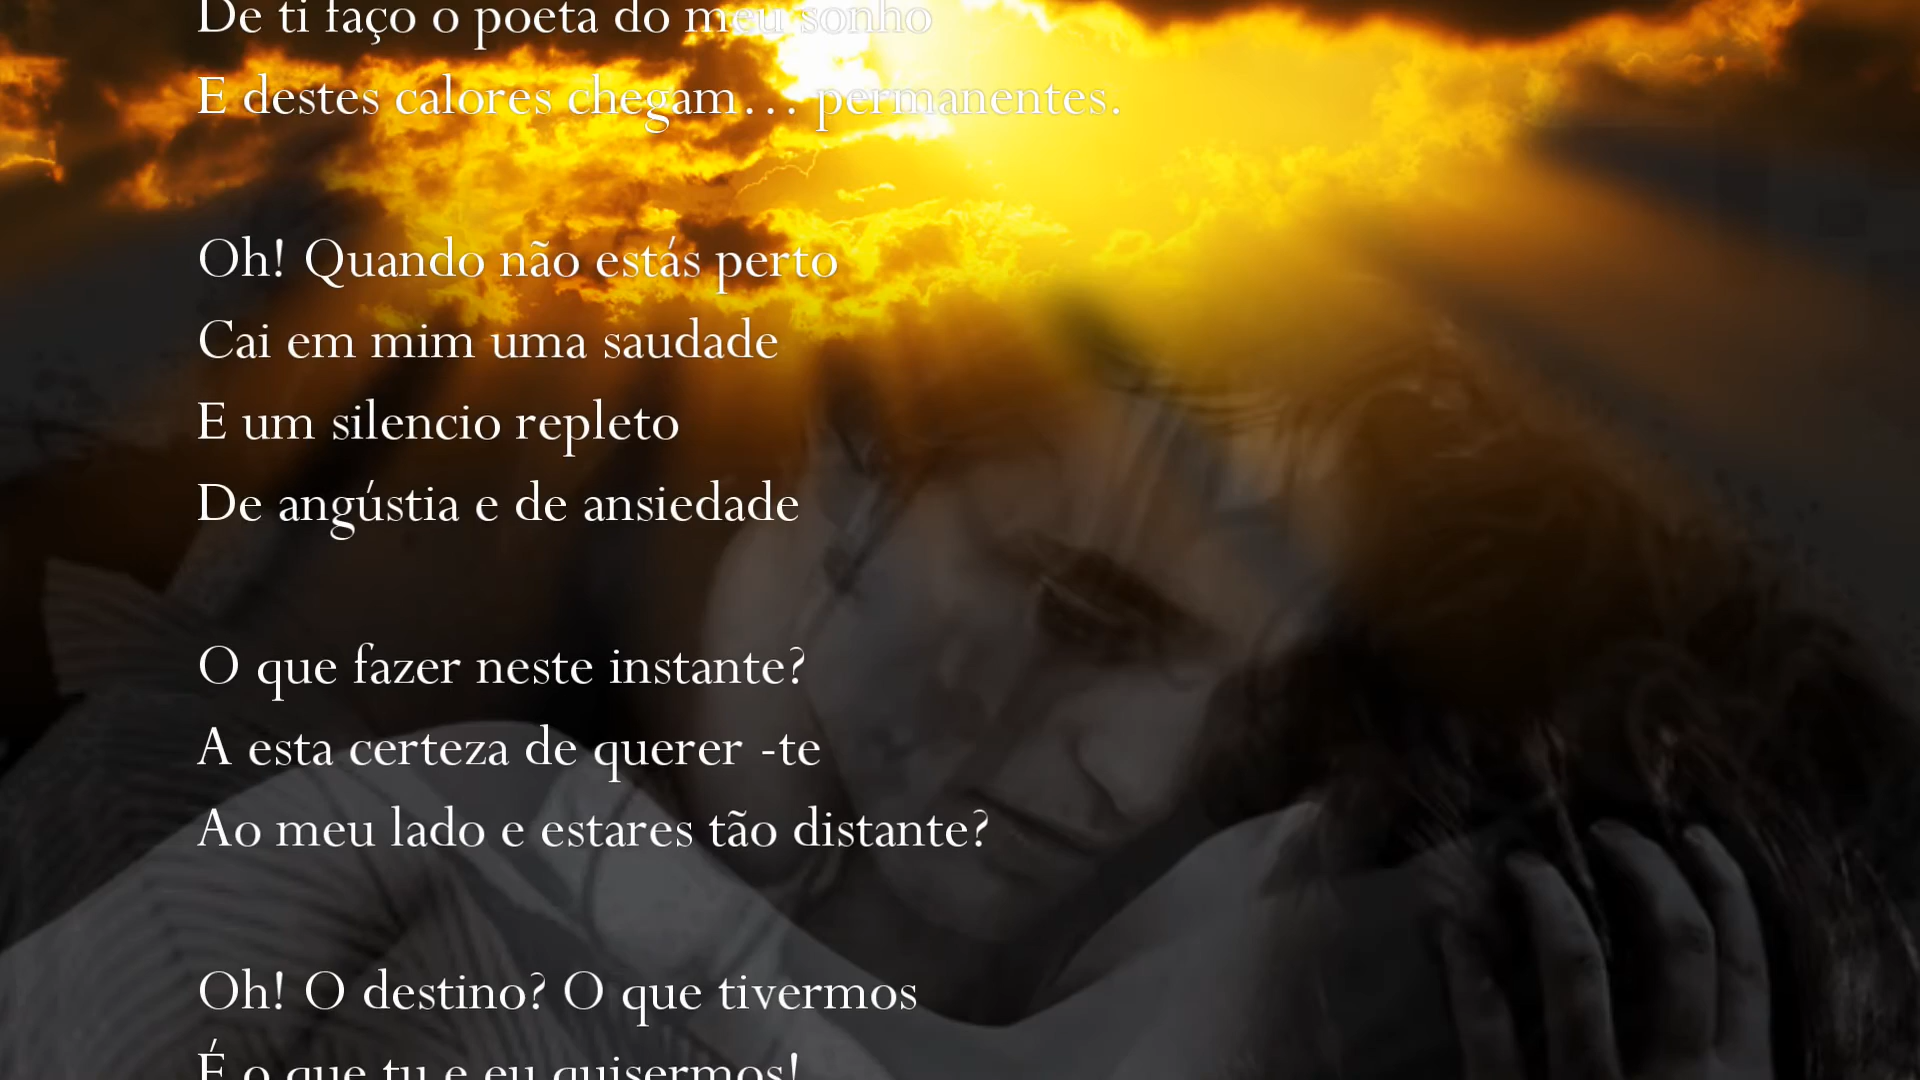 De ti faço o poeta do meu sonho
E destes calores chegam… permanentes.
Oh! Quando não estás perto
Cai em mim uma saudade
E um silencio repleto
De angústia e de ansiedade
O que fazer neste instante?
A esta certeza de querer -te
Ao meu lado e estares tão distante?
Oh! O destino? O que tivermos
É o que tu e eu quisermos!